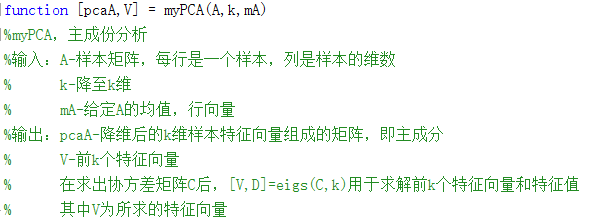 function [pcaA,V] = myPCA(A,k,mA)
%myPCA，主成份分析
%输入：A-样本矩阵，每行是一个样本，列是样本的维数
%      k-降至k维
%      mA-给定A的均值，行向量
%输出：pcaA-降维后的k维样本特征向量组成的矩阵，即主成分
%      V-前k个特征向量
%      在求出协方差矩阵C后，[V,D]=eigs(C,k)用于求解前k个特征向量和特征值
%      其中V为所求的特征向量